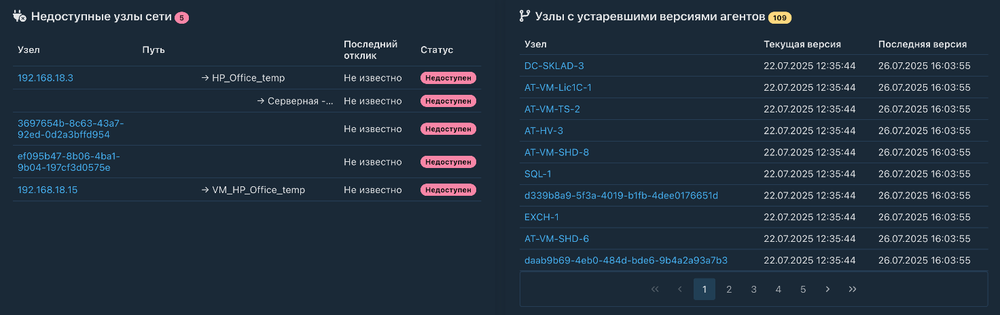 Недоступные узлы сети 5
Узел Путь Последний отклик Статус
192.168.18.3 → HP_Office_temp Не известно Недоступен
→ Серверная -... Не известно Недоступен
3697654b-8c63-43a7-
92ed-0d2a3bffd954 Не известно Недоступен
ef095b47-8b06-4ba1-
9b04-197cf3d0575e Не известно Недоступен
192.168.18.15 → VM_HP_Office_temp Не известно Недоступен
Узлы с устаревшими версиями агентов 109
Узел Текущая версия Последняя версия
DC-SKLAD-3 22.07.2025 12:35:44 26.07.2025 16:03:55
AT-VM-Lic1C-1 22.07.2025 12:35:44 26.07.2025 16:03:55
AT-VM-TS-2 22.07.2025 12:35:44 26.07.2025 16:03:55
AT-HV-3 22.07.2025 12:35:44 26.07.2025 16:03:55
AT-VM-SHD-8 22.07.2025 12:35:44 26.07.2025 16:03:55
SQL-1 22.07.2025 12:35:44 26.07.2025 16:03:55
d339b8a9-5f3a-4019-b1fb-4dee0176651d 22.07.2025 12:35:44 26.07.2025 16:03:55
EXCH-1 22.07.2025 12:35:44 26.07.2025 16:03:55
AT-VM-SHD-6 22.07.2025 12:35:44 26.07.2025 16:03:55
daab9b69-4eb0-484d-bde6-9b4a2a93a7b3 22.07.2025 12:35:44 26.07.2025 16:03:55
« ‹ 1 2 3 4 5 › »